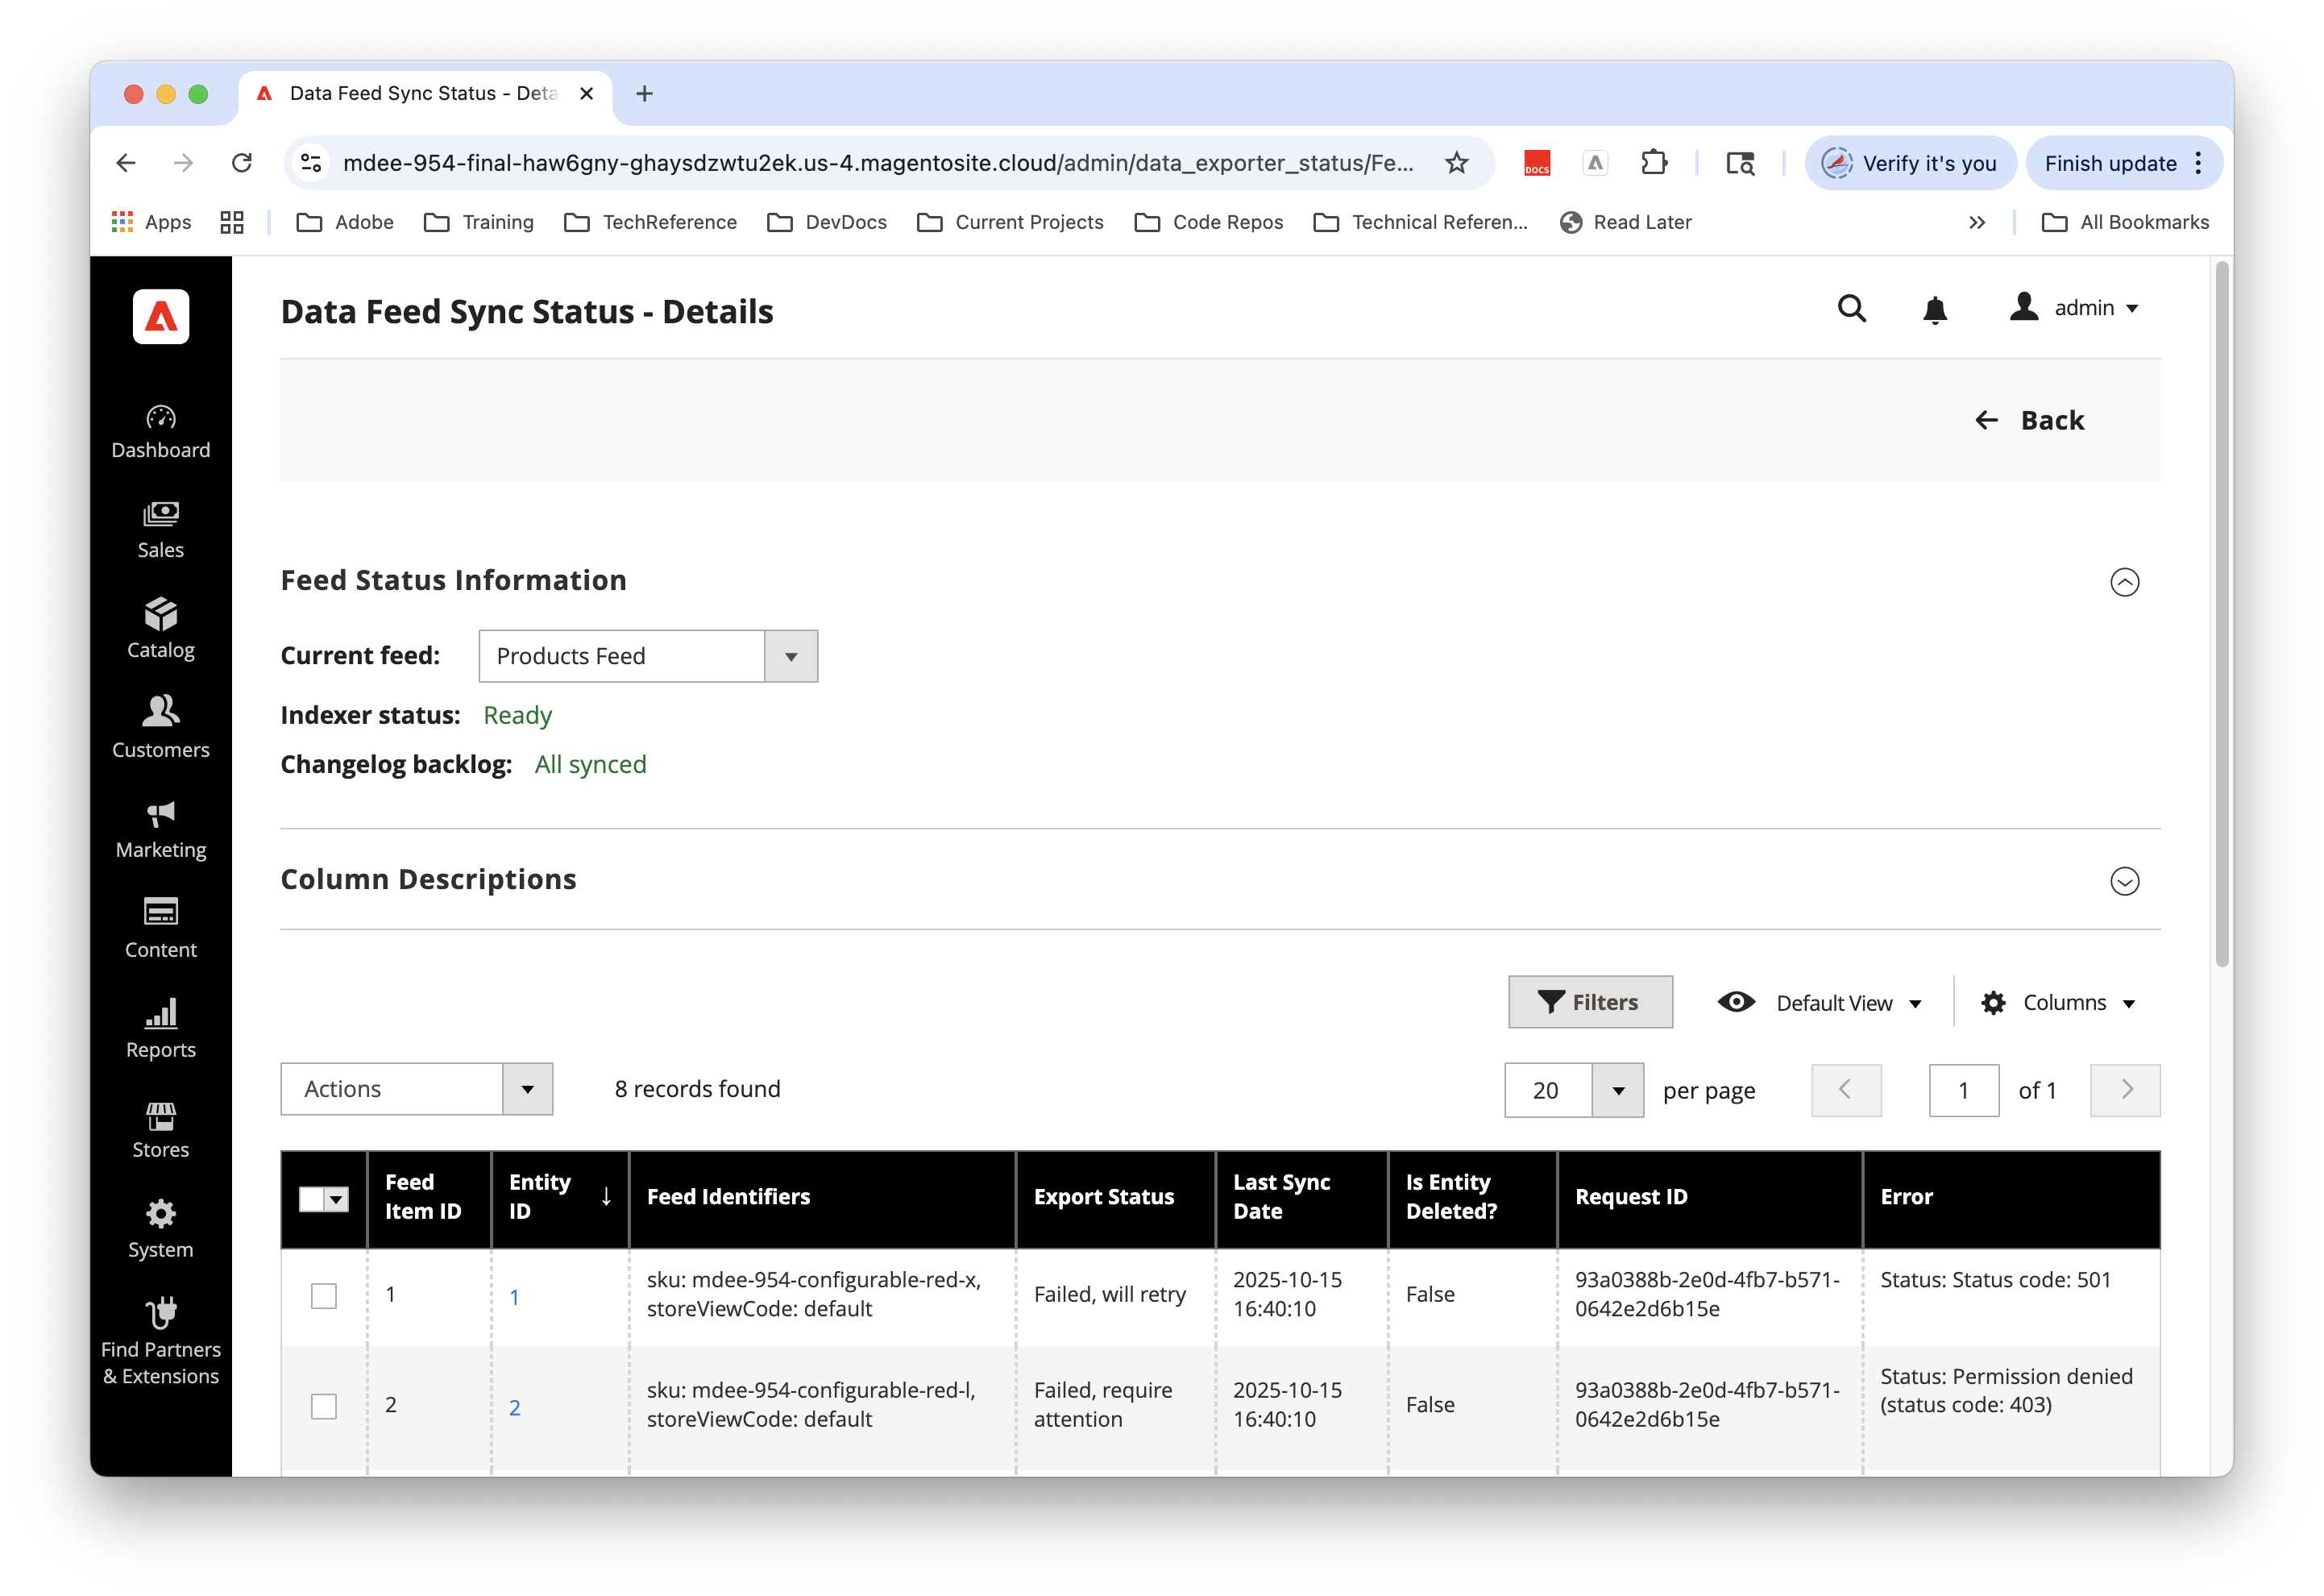 Data Feed Sync Status - Deta
mdee-954-final-haw6gny-ghaysdzwtu2ek.us-4.magentosite.cloud/admin/data_exporter_status/Fe...
DOCS
Verify it's you
Finish update
Apps
Adobe
Training
TechReference
DevDocs
Current Projects
Code Repos
Technical Referen...
Read Later
All Bookmarks
Dashboard
Sales
Catalog
Customers
Marketing
Content
Reports
Stores
System
Find Partners
& Extensions
Data Feed Sync Status - Details
admin
Back
Feed Status Information
Current feed: Products Feed
Indexer status: Ready
Changelog backlog: All synced
Column Descriptions
Filters
Default View
Columns
Actions
8 records found
20
per page
1
of 1
Feed
Item ID
Entity
ID
Feed Identifiers
Export Status
Last Sync
Date
Is Entity
Deleted?
Request ID
Error
1
1
sku: mdee-954-configurable-red-x,
storeViewCode: default
Failed, will retry
2025-10-15
16:40:10
False
93a0388b-2e0d-4fb7-b571-
0642e2d6b15e
Status: Status code: 501
2
2
sku: mdee-954-configurable-red-l,
storeViewCode: default
Failed, require
attention
2025-10-15
16:40:10
False
93a0388b-2e0d-4fb7-b571-
0642e2d6b15e
Status: Permission denied
(status code: 403)